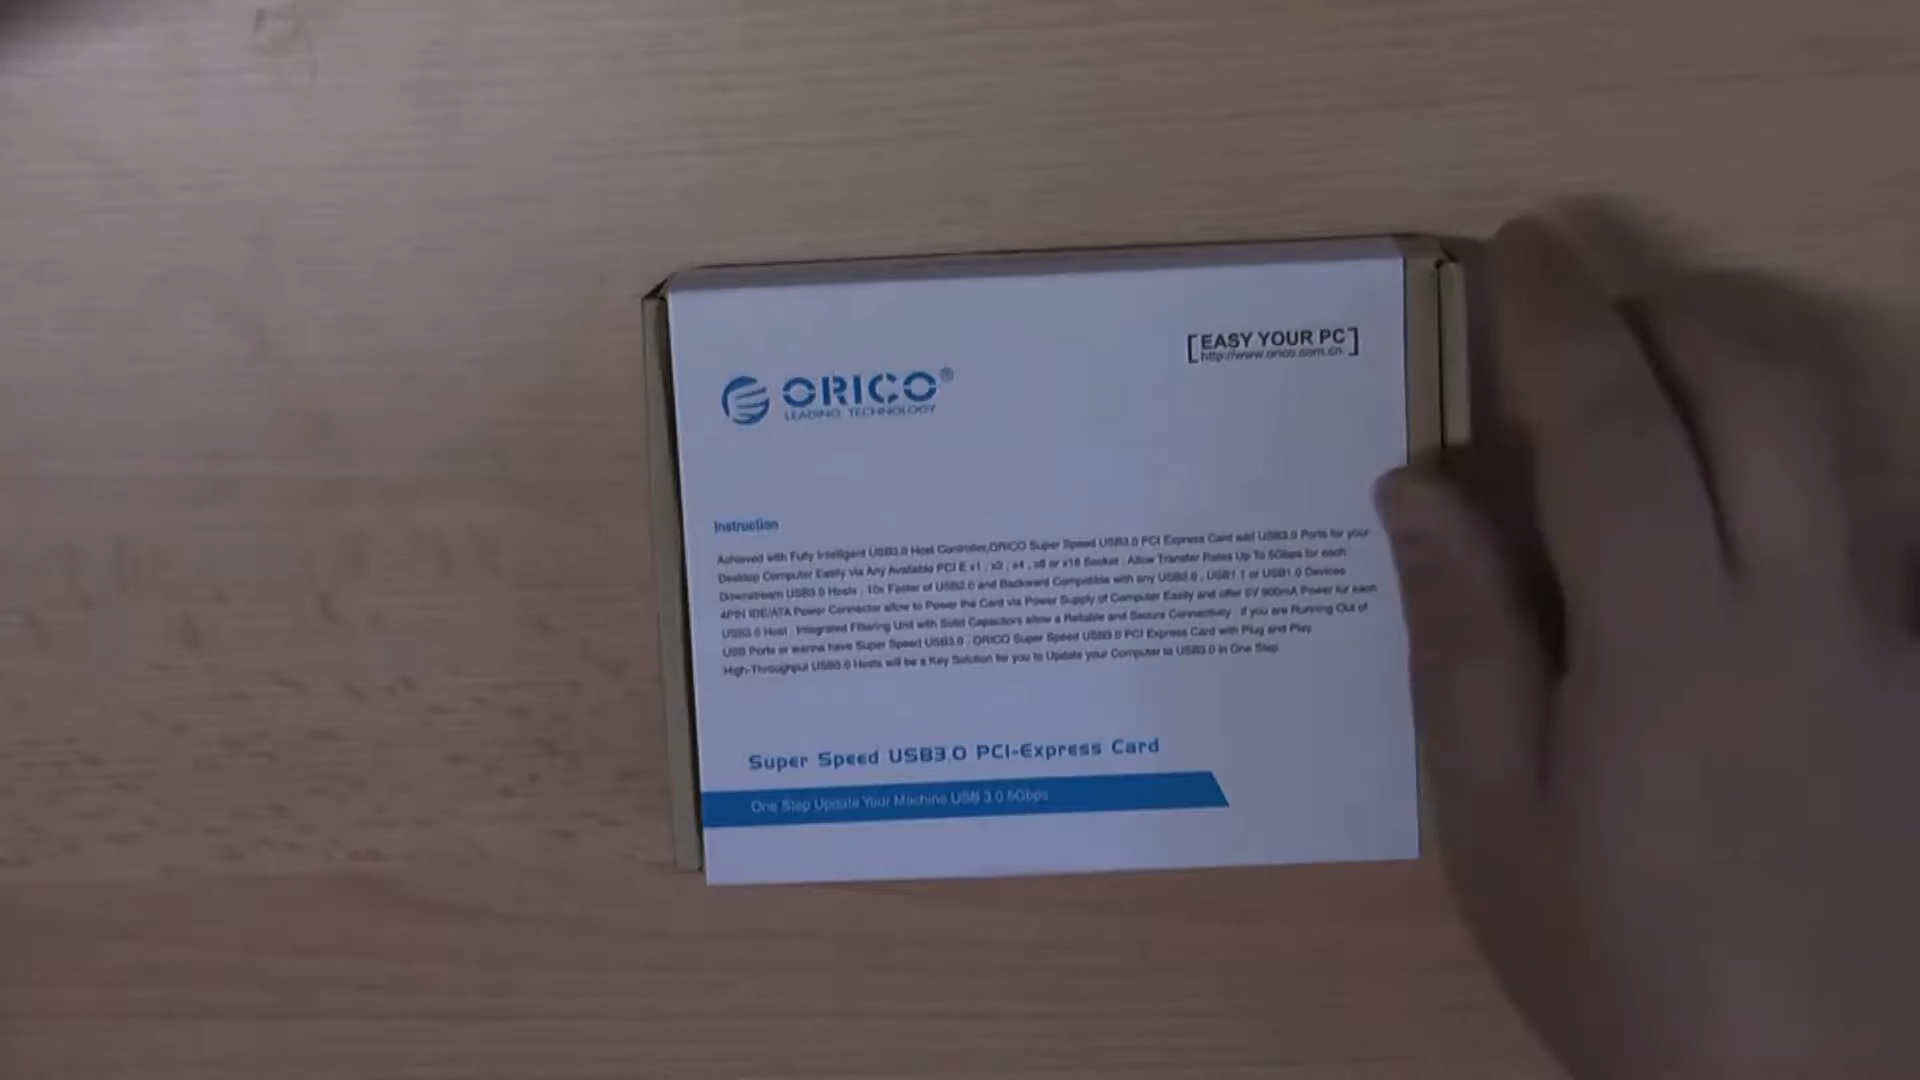 [EASY YOUR PC]
http://www.orico.com.cn
ORICO®
LEADING TECHNOLOGY
Instruction
Achieved with Fully Intelligent USB3.0 Host Controller,ORICO Super Speed USB3.0 PCI Express Card add USB3.0 Ports for your
Desktop Computer Easily via Any Available PCI E x1 , x2 , x4 , x8 or x16 Socket . Allow Transfer Rates Up To 5Gbps for each
Downstream USB3.0 Hosts , 10x Faster of USB2.0 and Backward Compatible with any USB2.0 , USB1.1 or USB1.0 Devices
4PIN IDE/ATA Power Connector allow to Power the Card via Power Supply of Computer Easily and offer 5V 900mA Power for each
USB3.0 Host . Integrated Filtering Unit with Solid Capacitors allow a Reliable and Secure Connectivity . If you are Running Out of
USB Ports or wanna have Super Speed USB3.0 , ORICO Super Speed USB3.0 PCI Express Card with Plug and Play
High-Throughput USB3.0 Hosts will be a Key Solution for you to Update your Computer to USB3.0 in One Step
Super Speed USB3.0 PCI-Express Card
One Step Update Your Machine USB 3.0 5Gbps